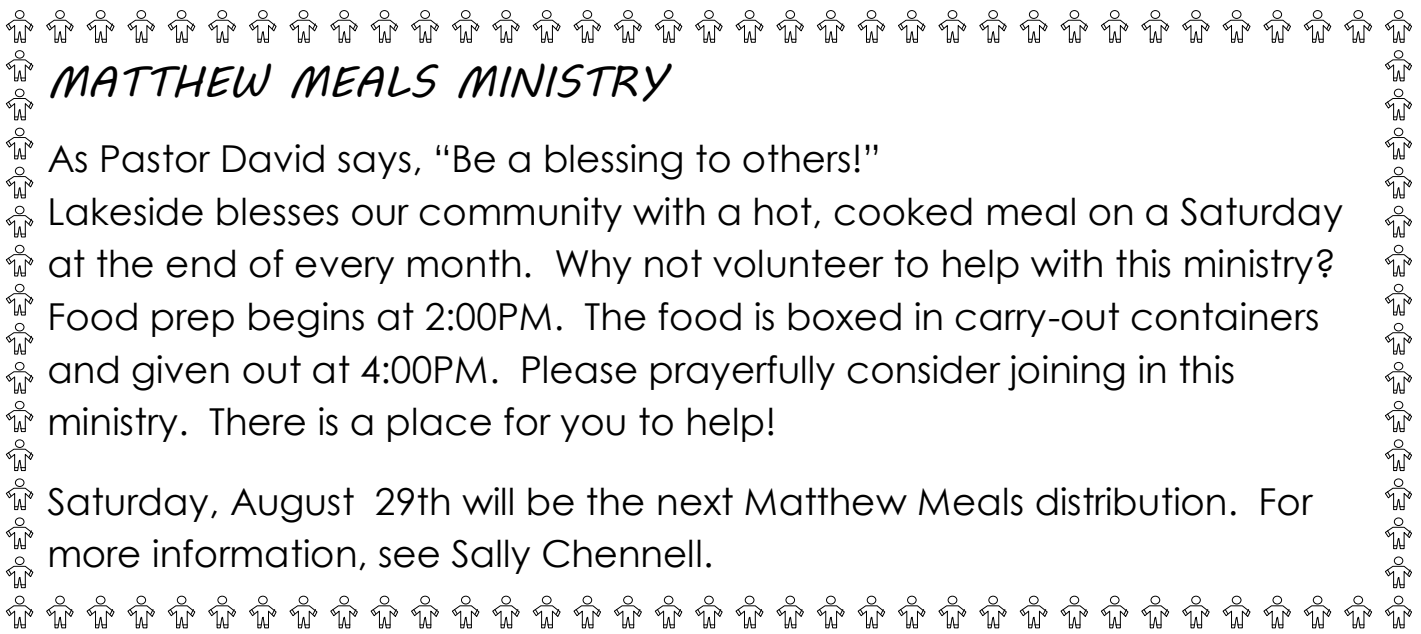 MATTHEW MEALS MINISTRY
As Pastor David says, “Be a blessing to others!”
Lakeside blesses our community with a hot, cooked meal on a Saturday
at the end of every month.  Why not volunteer to help with this ministry?
Food prep begins at 2:00PM.  The food is boxed in carry-out containers
and given out at 4:00PM.  Please prayerfully consider joining in this
ministry.  There is a place for you to help!
Saturday, August  29th will be the next Matthew Meals distribution.  For
more information, see Sally Chennell.